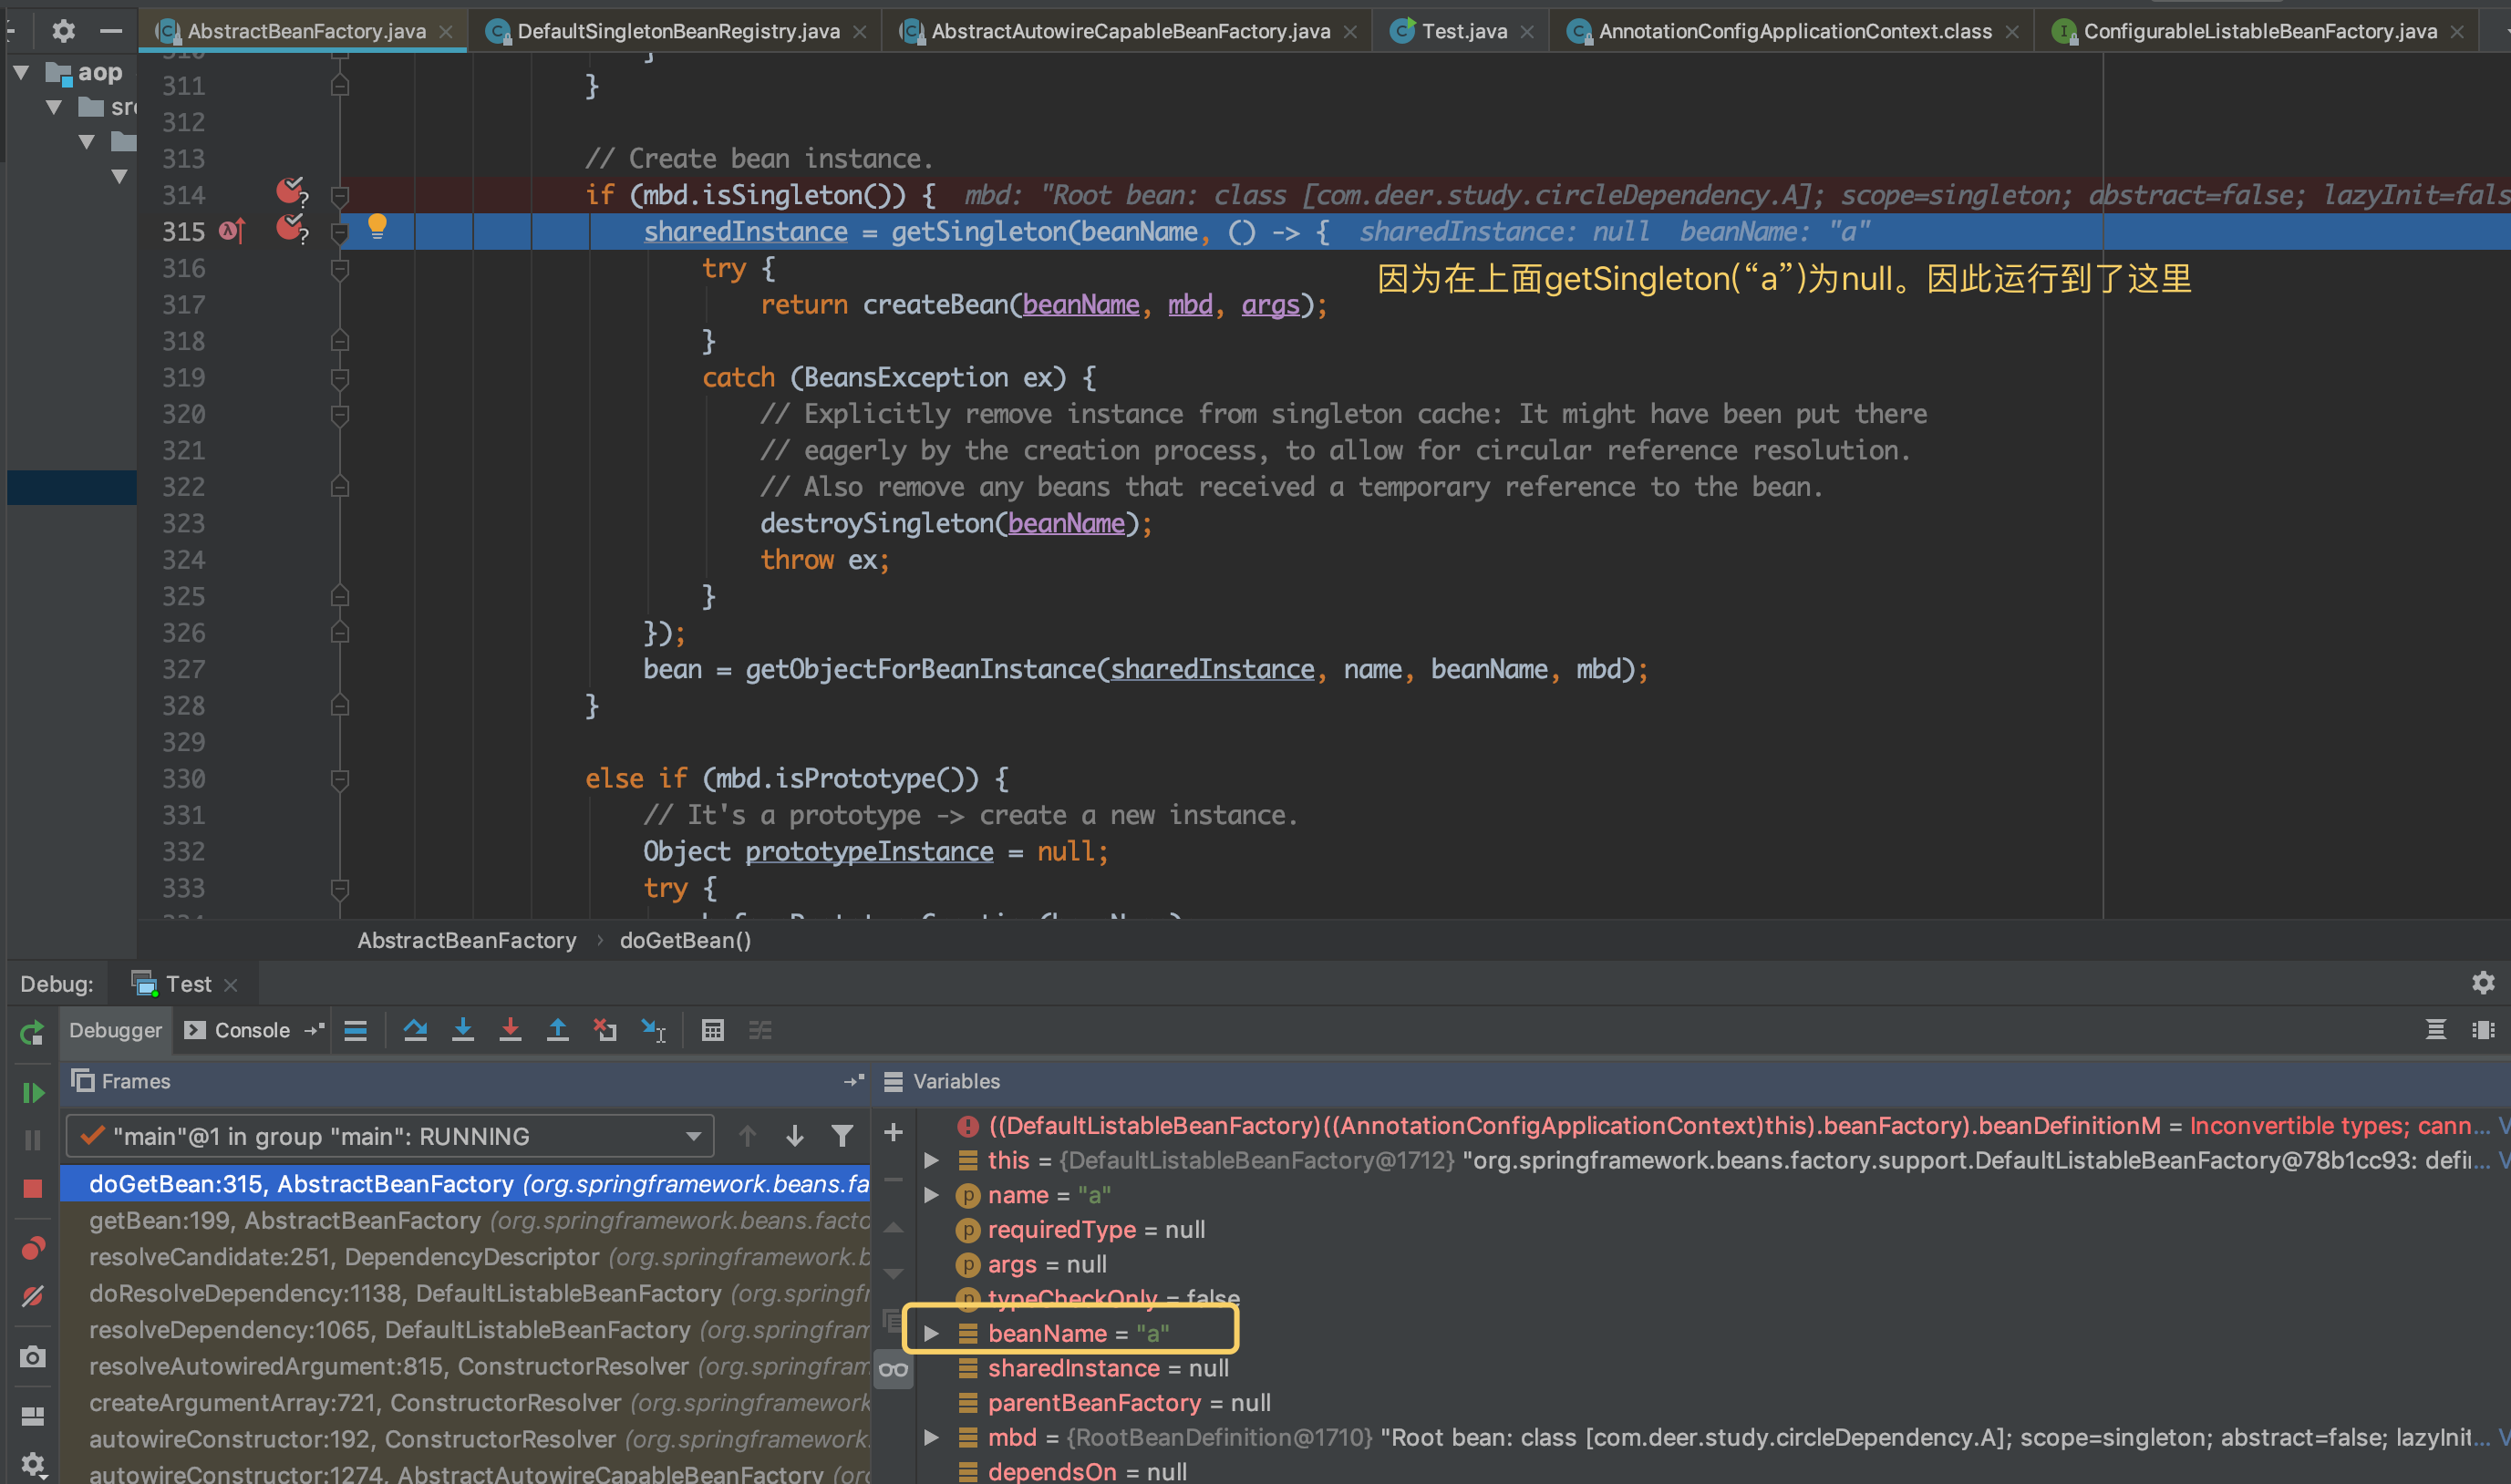 AbstractBeanFactory.java
DefaultSingletonBeanRegistry.java
AbstractAutowireCapableBeanFactory.java
Test.java
AnnotationConfigApplicationContext.class
ConfigurableListableBeanFactory.java
aop
311 }
312
313 // Create bean instance.
314 if (mbd.isSingleton()) { mbd: "Root bean: class [com.deer.study.circleDependency.A]; scope=singleton; abstract=false; lazyInit=fals
315 sharedInstance = getSingleton(beanName, () -> { sharedInstance: null beanName: "a"
316 try {
因为在上面getSingleton(“a”)为null。因此运行到了这里
317 return createBean(beanName, mbd, args);
318 }
319 catch (BeansException ex) {
320 // Explicitly remove instance from singleton cache: It might have been put there
321 // eagerly by the creation process, to allow for circular reference resolution.
322 // Also remove any beans that received a temporary reference to the bean.
323 destroySingleton(beanName);
324 throw ex;
325 }
326 });
327 bean = getObjectForBeanInstance(sharedInstance, name, beanName, mbd);
328 }
329
330 else if (mbd.isPrototype()) {
331 // It's a prototype -> create a new instance.
332 Object prototypeInstance = null;
333 try {
AbstractBeanFactory › doGetBean()
Debug: Test
Debugger Console
Frames
"main"@1 in group "main": RUNNING
doGetBean:315, AbstractBeanFactory (org.springframework.beans.fa
getBean:199, AbstractBeanFactory (org.springframework.beans.facto
resolveCandidate:251, DependencyDescriptor (org.springframework.b
doResolveDependency:1138, DefaultListableBeanFactory (org.springfr
resolveDependency:1065, DefaultListableBeanFactory (org.springfram
resolveAutowiredArgument:815, ConstructorResolver (org.springfram
createArgumentArray:721, ConstructorResolver (org.springframework
autowireConstructor:192, ConstructorResolver (org.springframework.
autowireConstructor:1274, AbstractAutowireCapableBeanFactory (org
Variables
((DefaultListableBeanFactory)((AnnotationConfigApplicationContext)this).beanFactory).beanDefinitionM = Inconvertible types; cann...
this = {DefaultListableBeanFactory@1712} "org.springframework.beans.factory.support.DefaultListableBeanFactory@78b1cc93: defin...
name = "a"
requiredType = null
args = null
typeCheckOnly = false
beanName = "a"
sharedInstance = null
parentBeanFactory = null
mbd = {RootBeanDefinition@1710} "Root bean: class [com.deer.study.circleDependency.A]; scope=singleton; abstract=false; lazyInit...
dependsOn = null